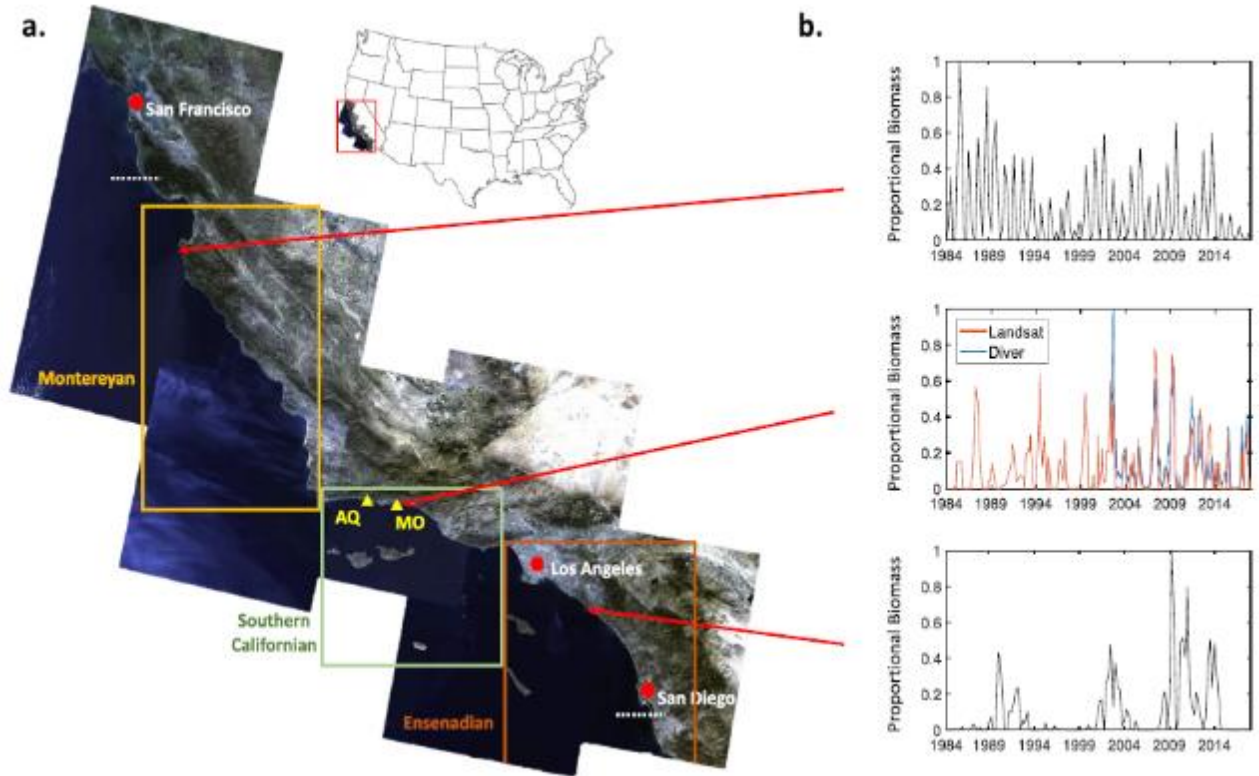 a.
San Francisco
Montereyan
AQ
MO
Los Angeles
Southern
Californian
San Diego
Ensenadian
b.
Proportional Biomass
1
0.8
0.6
0.4
0.2
0
1984 1989 1994 1999 2004 2009 2014
Proportional Biomass
1
0.8
0.6
0.4
0.2
0
Landsat
Diver
1984 1989 1994 1999 2004 2009 2014
Proportional Biomass
1
0.8
0.6
0.4
0.2
0
1984 1989 1994 1999 2004 2009 2014